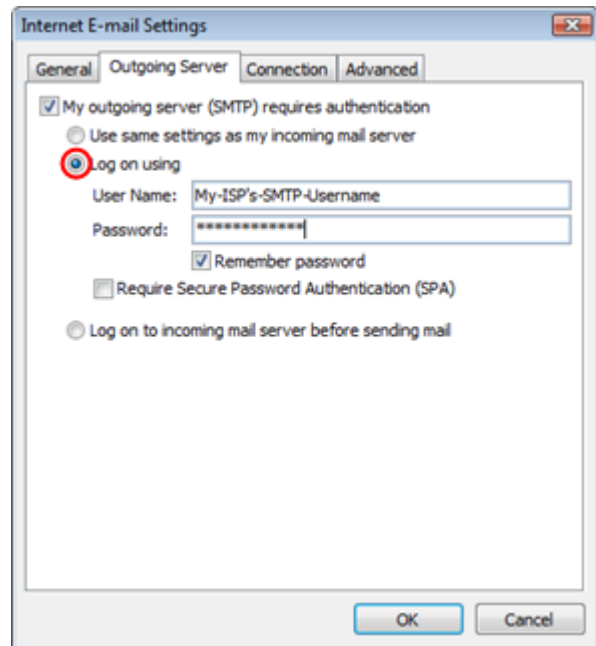 Internet E-mail Settings
General Outgoing Server Connection Advanced
My outgoing server (SMTP) requires authentication
Use same settings as my incoming mail server
Log on using
User Name: My-ISP's-SMTP-Username
Password: *************
Remember password
Require Secure Password Authentication (SPA)
Log on to incoming mail server before sending mail
OK Cancel